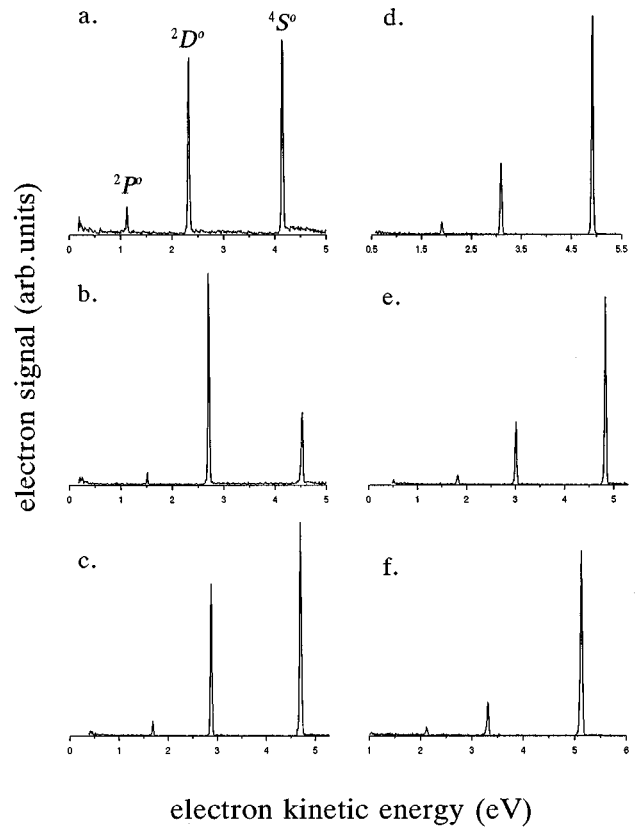 a.
²Pᵒ
²Dᵒ
⁴Sᵒ
0 1 2 3 4 5
d.
0.5 1.5 2.5 3.5 4.5 5.5
b.
0 1 2 3 4 5
e.
0 1 2 3 4 5
c.
0 1 2 3 4 5
f.
1 2 3 4 5 6
electron signal (arb.units)
electron kinetic energy (eV)